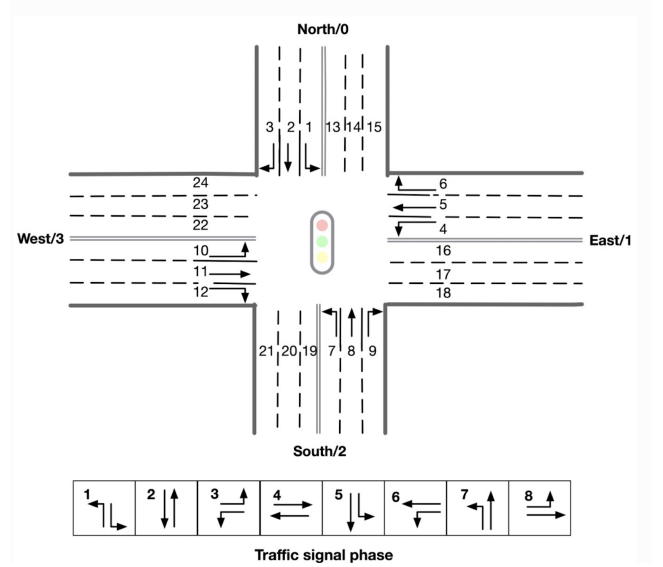 North/0
3 2 1 13 14 15
24
23
22
6
5
4
West/3
East/1
10
11
12
16
17
18
21 20 19 7 8 9
South/2
1 2 3 4 5 6 7 8
Traffic signal phase